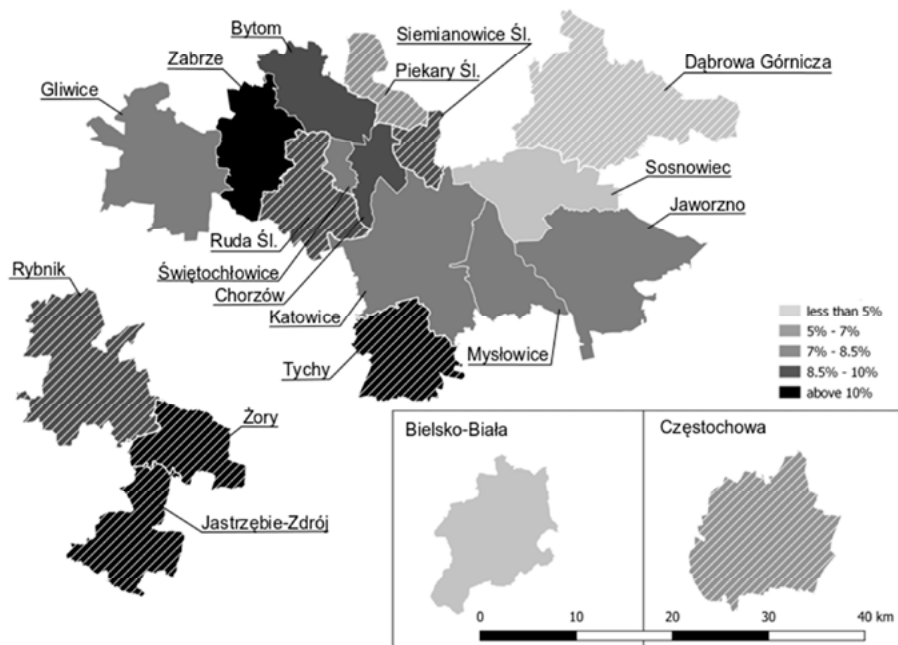 Bytom
Siemianowice Śl.
Zabrze
Piekary Śl.
Dąbrowa Górnicza
Gliwice
Sosnowiec
Jaworzno
Ruda Śl.
Rybnik
Świętochłowice
Chorzów
Katowice
Mysłowice
Tychy
less than 5%
5% - 7%
7% - 8.5%
8.5% - 10%
above 10%
Żory
Jastrzębie-Zdrój
Bielsko-Biała
Częstochowa
0 10 20 30 40 km